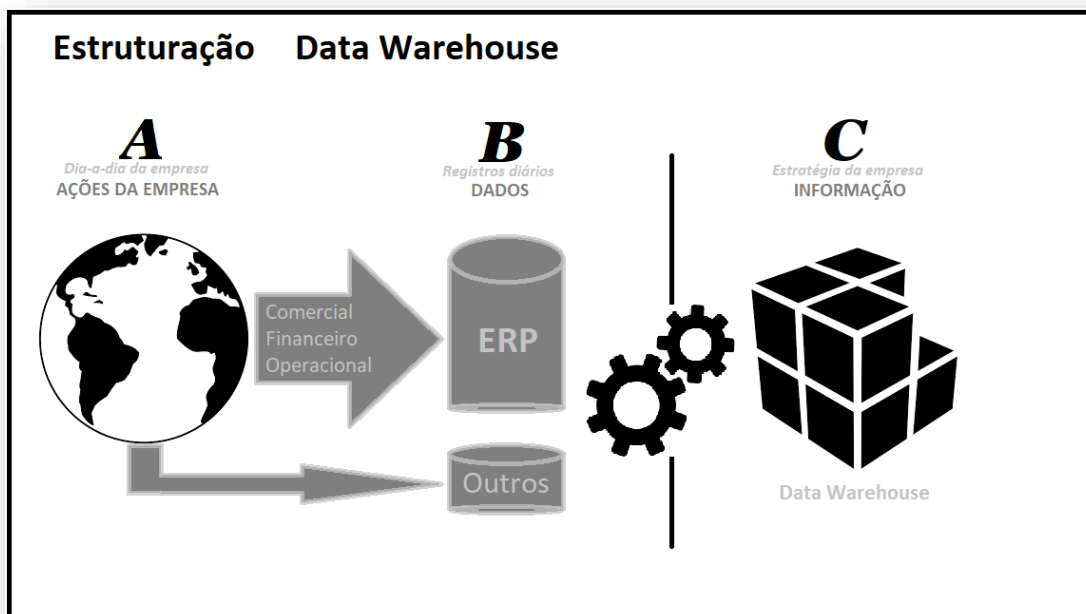 Estruturação Data Warehouse
A
Dia-a-dia da empresa
AÇÕES DA EMPRESA
B
Registros diários
DADOS
C
Estratégia da empresa
INFORMAÇÃO
Comercial
Financeiro
Operacional
ERP
Outros
Data Warehouse